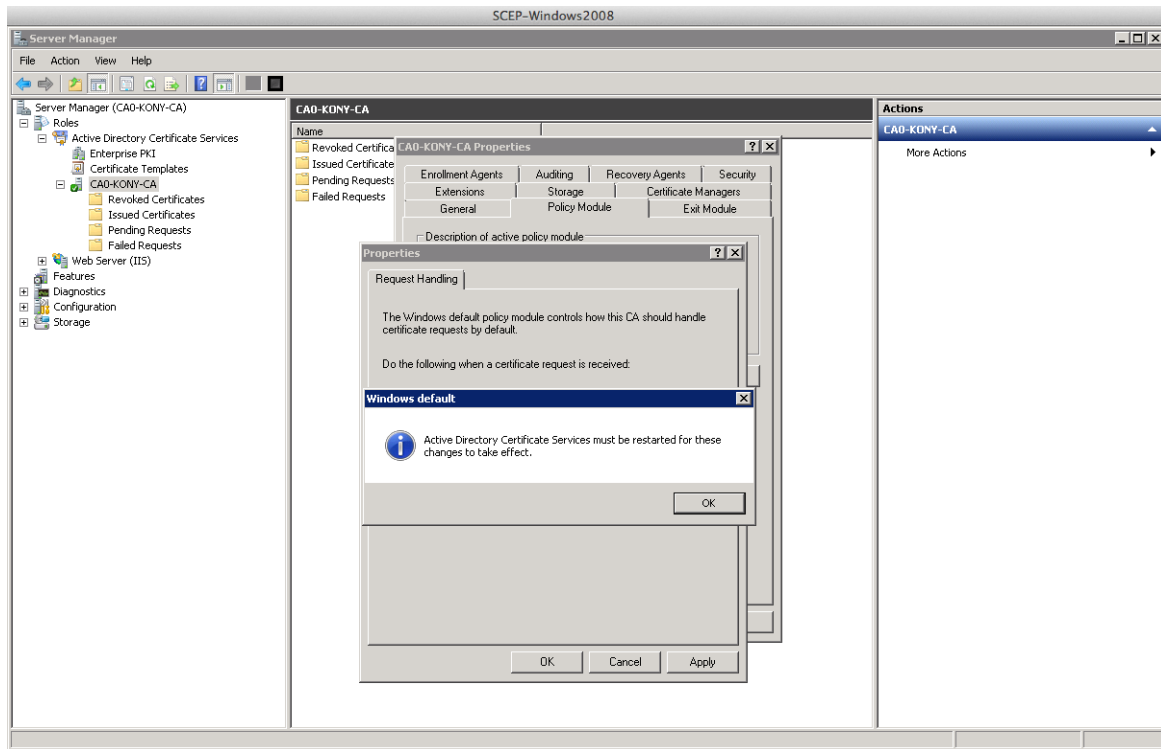 SCEP-Windows2008
Server Manager
File Action View Help
Server Manager (CA0-KONY-CA)
Roles
Active Directory Certificate Services
Enterprise PKI
Certificate Templates
CA0-KONY-CA
Revoked Certificates
Issued Certificates
Pending Requests
Failed Requests
Web Server (IIS)
Features
Diagnostics
Configuration
Storage
CA0-KONY-CA
Name
Revoked Certifica
Issued Certificate
Pending Requests
Failed Requests
CA0-KONY-CA Properties
Enrollment Agents Auditing Recovery Agents Security
Extensions Storage Certificate Managers
General Policy Module Exit Module
Description of active policy module
Properties
Request Handling
The Windows default policy module controls how this CA should handle
certificate requests by default.
Do the following when a certificate request is received:
Windows default
Active Directory Certificate Services must be restarted for these
changes to take effect.
OK
OK Cancel Apply
Actions
CA0-KONY-CA
More Actions